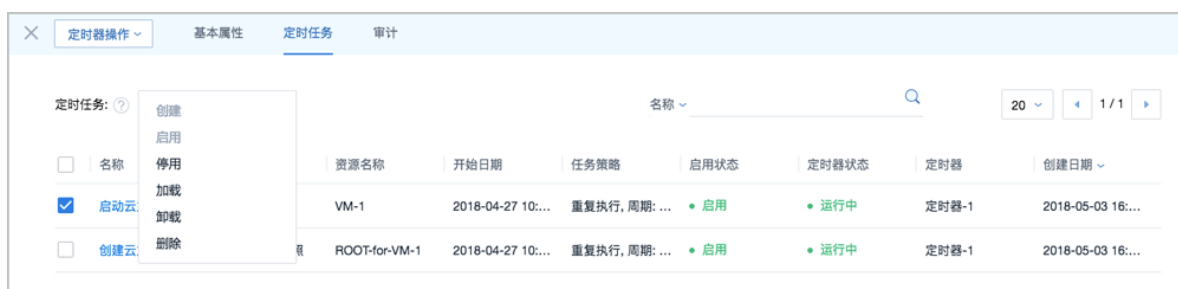 定时器操作 基本属性 定时任务 审计
定时任务: ? 名称 20 1 / 1
创建
启用
停用
加载
卸载
删除
名称 资源名称 开始日期 任务策略 启用状态 定时器状态 定时器 创建日期
启动云 VM-1 2018-04-27 10:... 重复执行, 周期: ... 启用 运行中 定时器-1 2018-05-03 16:...
创建云 照 ROOT-for-VM-1 2018-04-27 10:... 重复执行, 周期: ... 启用 运行中 定时器-1 2018-05-03 16:...